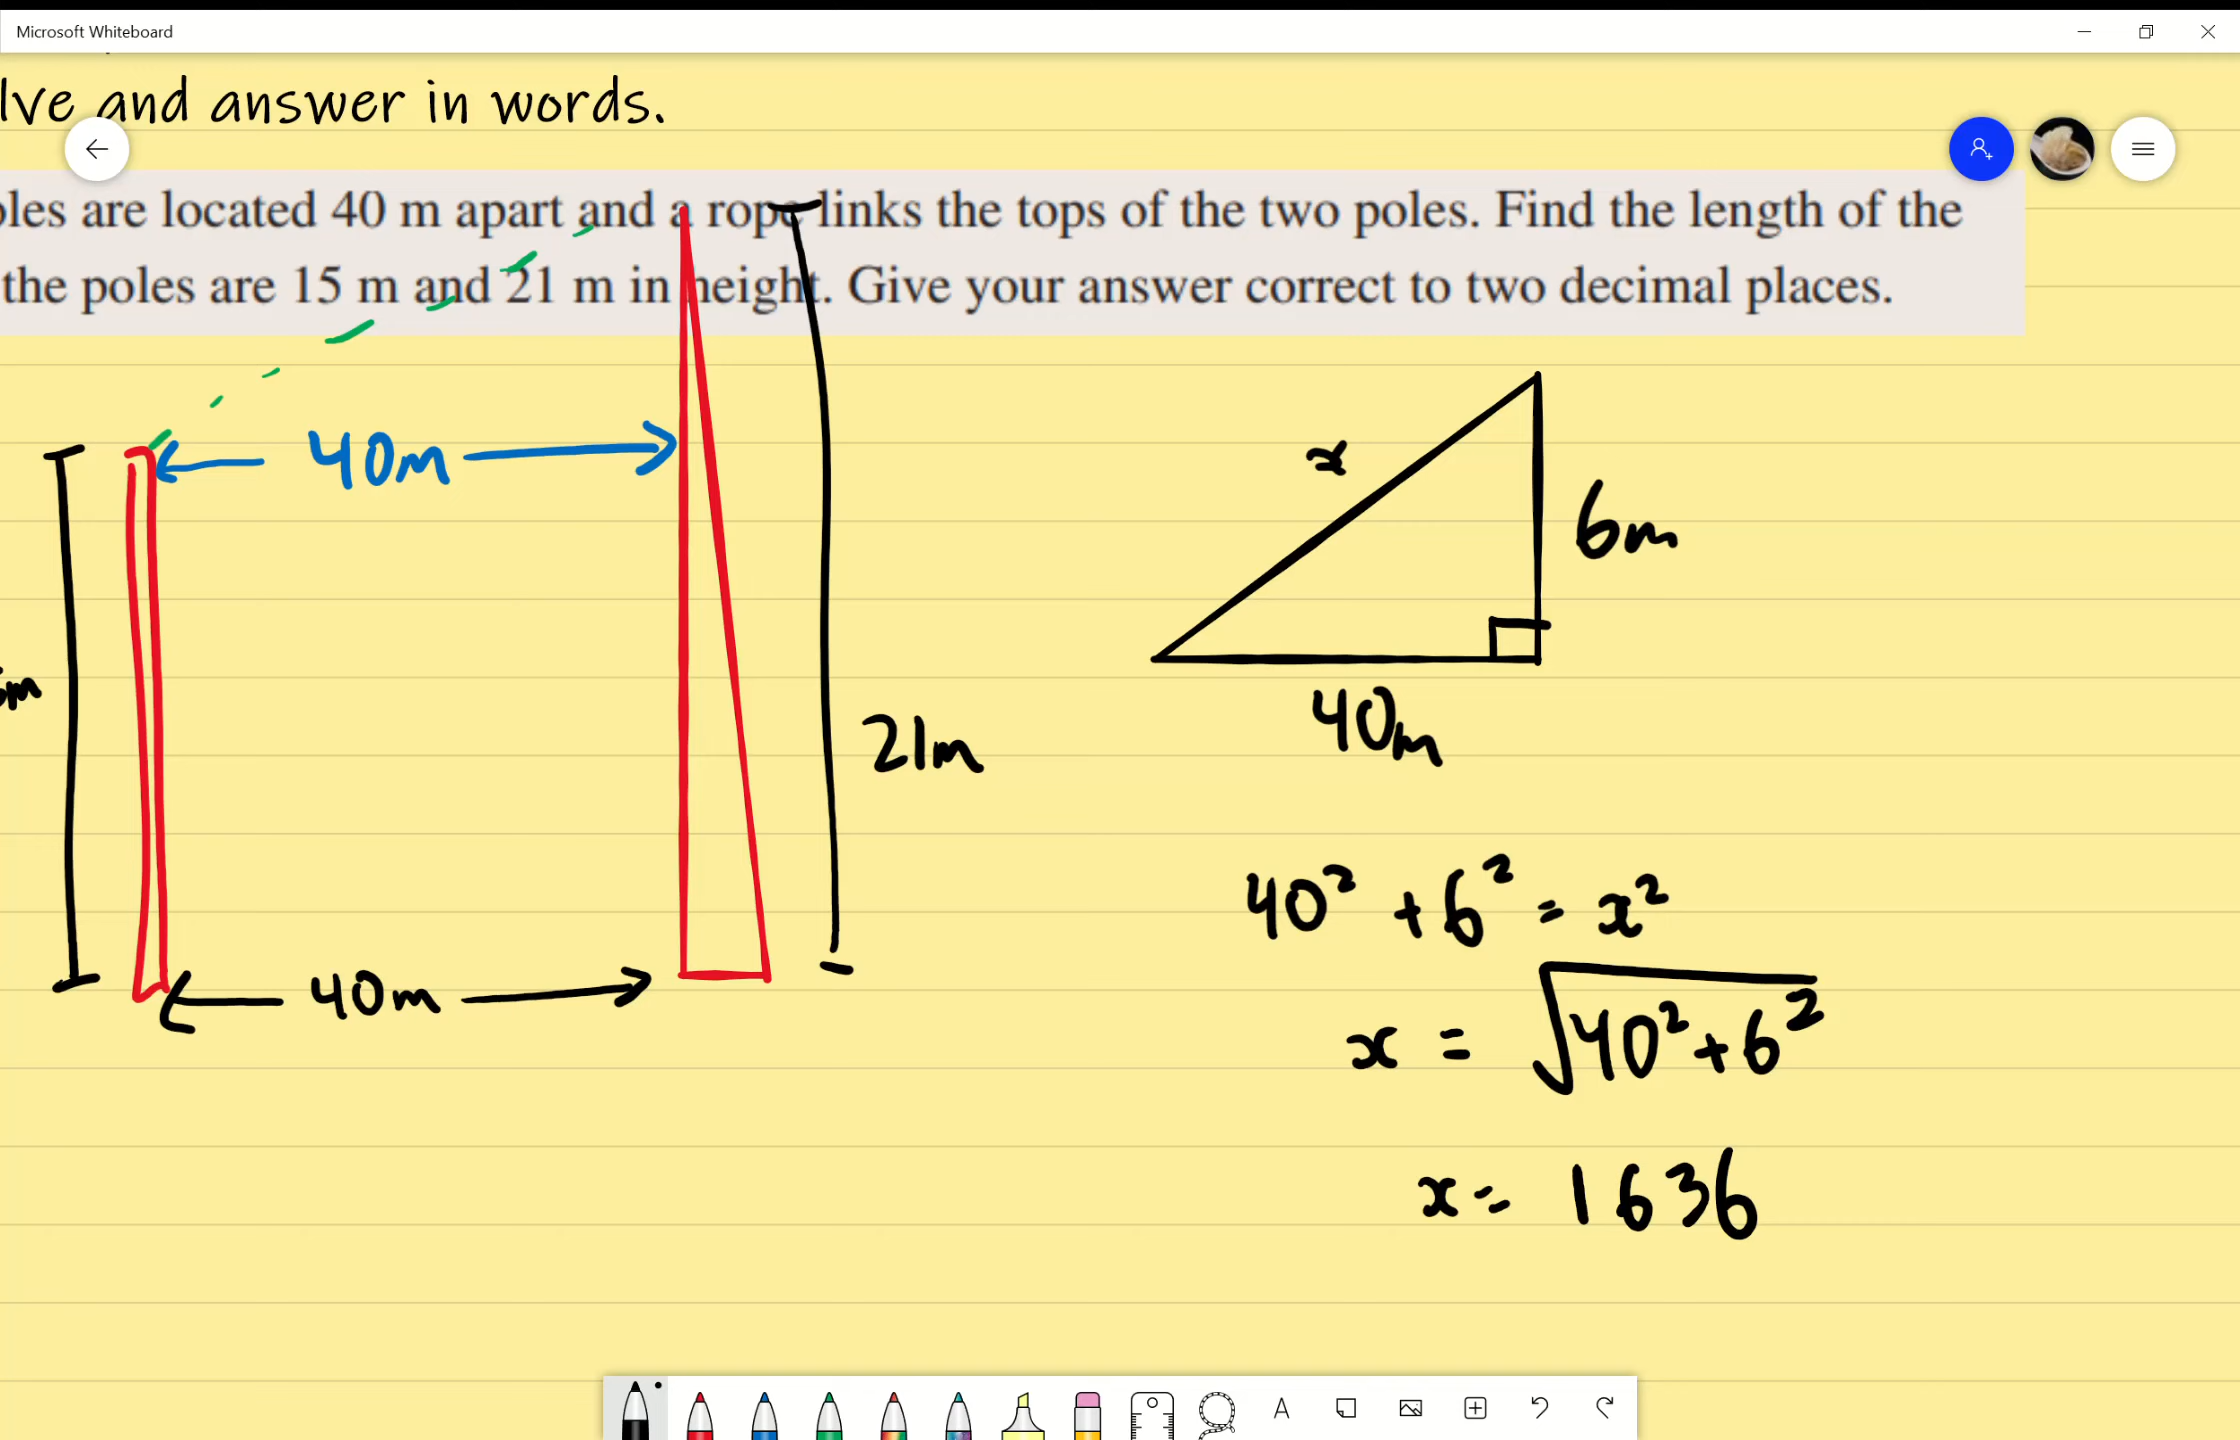 Microsoft Whiteboard
lve and answer in words.
les are located 40 m apart and a rope links the tops of the two poles. Find the length of the
the poles are 15 m and 21 m in height. Give your answer correct to two decimal places.
40m
x
6m
m
21m
40m
40m
40² + 6² = x²
x = √40² + 6²
x = 1636
A